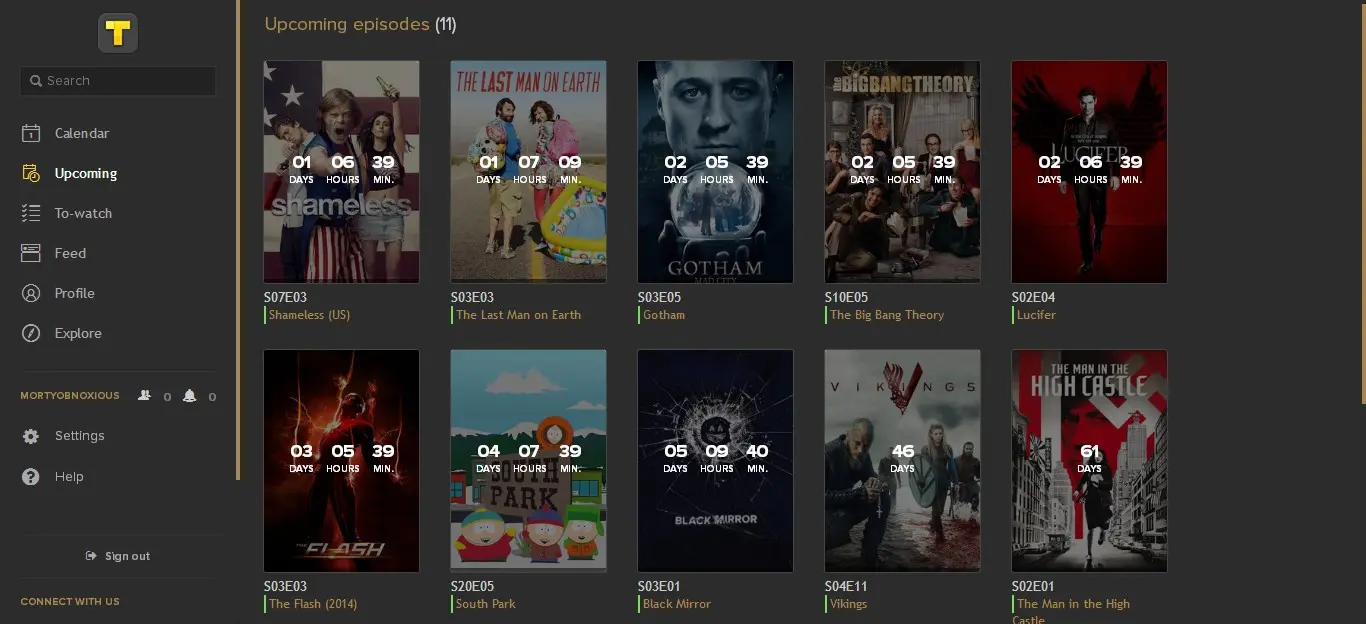 T
Search
Calendar
Upcoming
To-watch
Feed
Profile
Explore
MORTYOBNOXIOUS 0 0
Settings
Help
Sign out
CONNECT WITH US
Upcoming episodes (11)
shameless
01 06 39
DAYS HOURS MIN.
S07E03
Shameless (US)
THE LAST MAN ON EARTH
01 07 09
DAYS HOURS MIN.
S03E03
The Last Man on Earth
02 05 39
DAYS HOURS MIN.
GOTHAM
MAD CITY
S03E05
Gotham
the BIG BANG THEORY
02 05 39
DAYS HOURS MIN.
S10E05
The Big Bang Theory
LUCIFER
02 06 39
DAYS HOURS MIN.
S02E04
Lucifer
03 05 39
DAYS HOURS MIN.
THE FLASH
S03E03
The Flash (2014)
04 07 39
DAYS HOURS MIN.
SOUTH PARK
S20E05
South Park
05 09 40
DAYS HOURS MIN.
BLACK MIRROR
S03E01
Black Mirror
VIKINGS
46
DAYS
S04E11
Vikings
THE MAN IN THE
HIGH CASTLE
61
DAYS
S02E01
The Man in the High
Castle